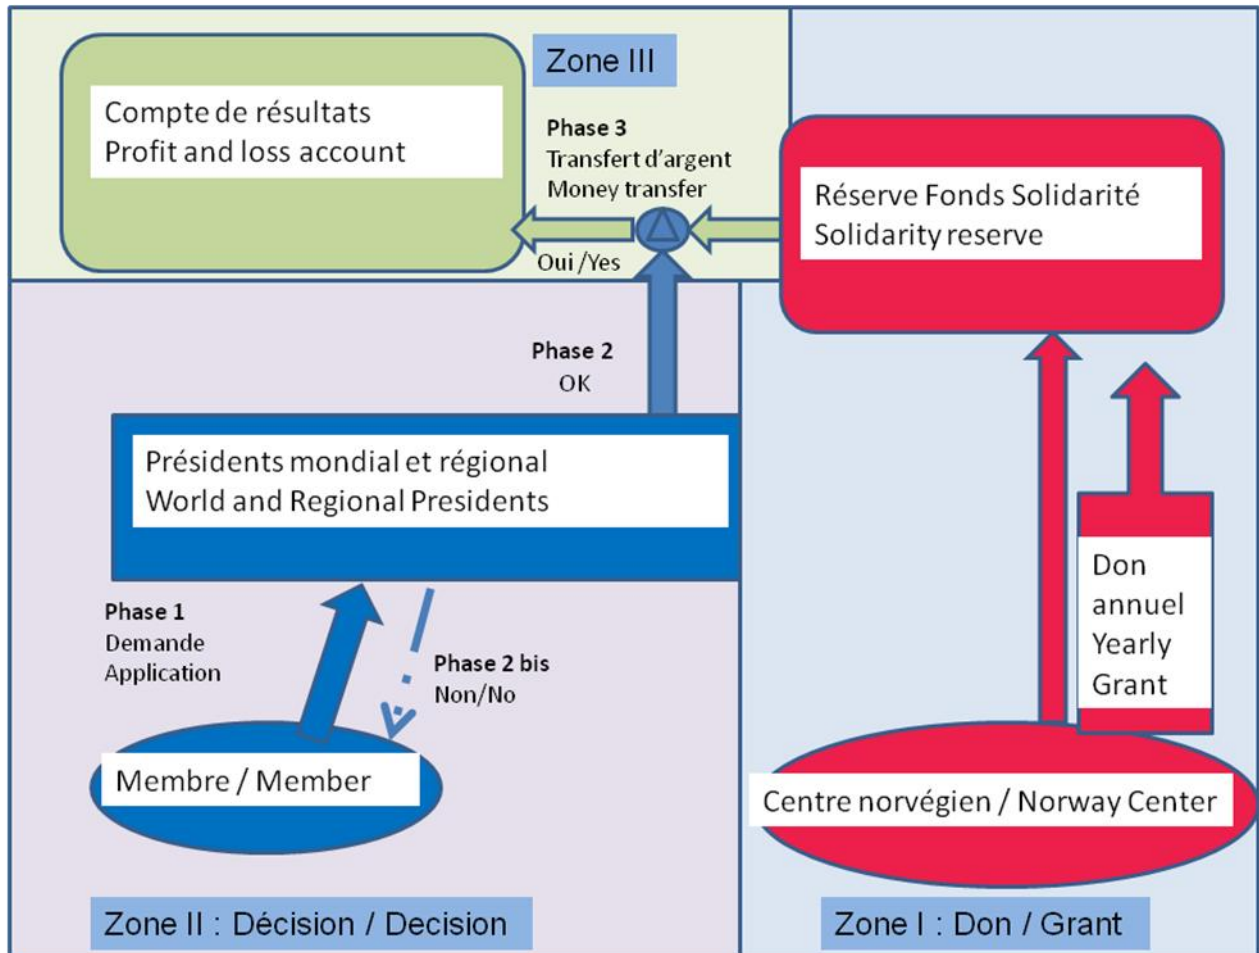 Zone III
Compte de résultats
Profit and loss account
Phase 3
Transfert d'argent
Money transfer
Oui /Yes
Réserve Fonds Solidarité
Solidarity reserve
Phase 2
OK
Présidents mondial et régional
World and Regional Presidents
Phase 1
Demande
Application
Phase 2 bis
Non/No
Membre / Member
Don
annuel
Yearly
Grant
Centre norvégien / Norway Center
Zone II : Décision / Decision
Zone I : Don / Grant